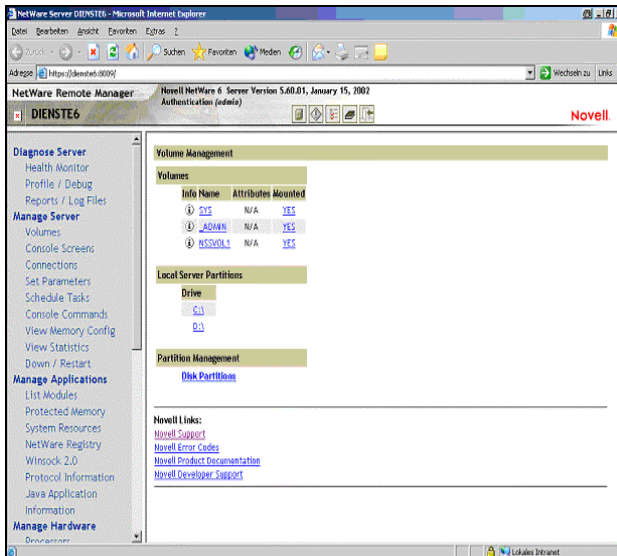 NetWare Server DIENSTE6 - Microsoft Internet Explorer
Datei Bearbeiten Ansicht Favoriten Extras ?
Zurück Suchen Favoriten Medien
Adresse https://dienste6:8009/ Wechseln zu Links
NetWare Remote Manager
Novell NetWare 6 Server Version 5.60.01, January 15, 2002
Authentication (admin)
DIENSTE6
Novell.
Diagnose Server
Health Monitor
Profile / Debug
Reports / Log Files
Manage Server
Volumes
Console Screens
Connections
Set Parameters
Schedule Tasks
Console Commands
View Memory Config
View Statistics
Down / Restart
Manage Applications
List Modules
Protected Memory
System Resources
NetWare Registry
Winsock 2.0
Protocol Information
Java Application
Information
Manage Hardware
Processors
Volume Management
Volumes
Info Name Attributes Mounted
SYS N/A YES
_ADMIN N/A YES
NSSVOL1 N/A YES
Local Server Partitions
Drive
C:\
D:\
Partition Management
Disk Partitions
Novell Links:
Novell Support
Novell Error Codes
Novell Product Documentation
Novell Developer Support
Lokales Intranet